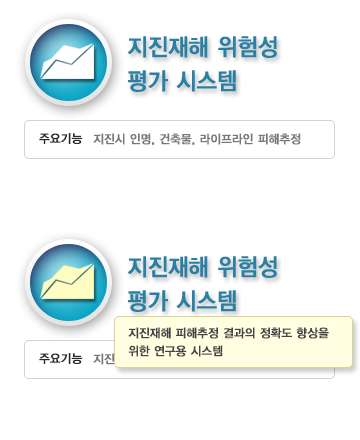 지진재해 위험성
평가 시스템
주요기능 지진시 인명, 건축물, 라이프라인 피해추정
지진재해 위험성
평가 시스템
지진재해 피해추정 결과의 정확도 향상을
위한 연구용 시스템
주요기능 지진